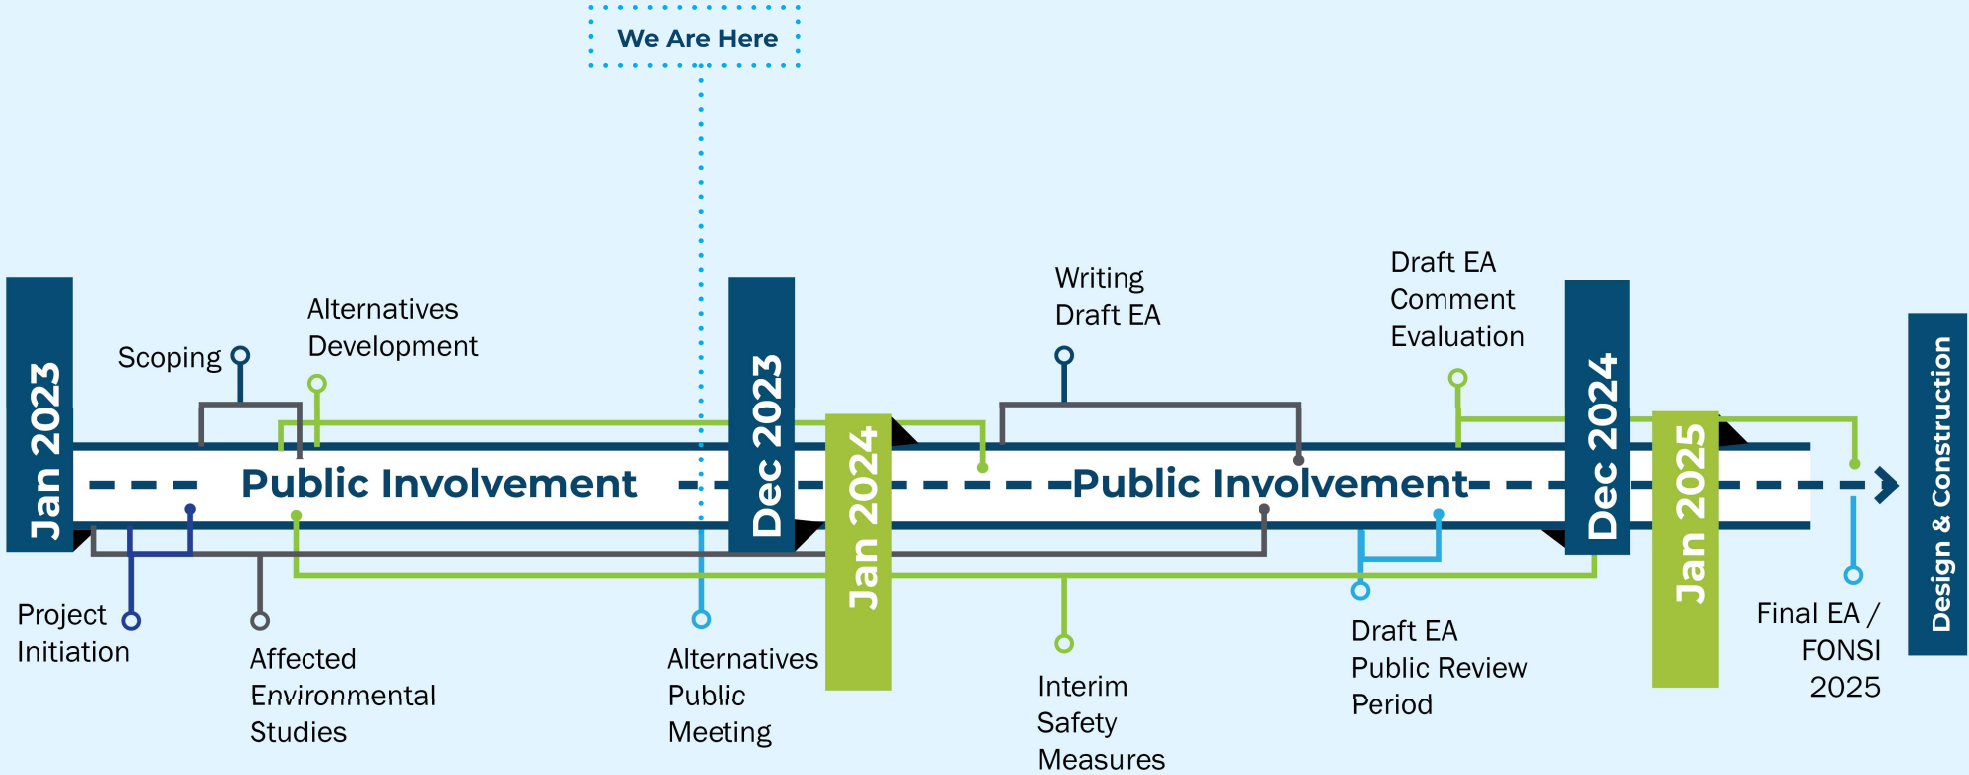 We Are Here
Jan 2023
Scoping
Alternatives
Development
Dec 2023
Jan 2024
Writing
Draft EA
Draft EA
Comment
Evaluation
Dec 2024
Jan 2025
Design & Construction
Public Involvement
Public Involvement
Project
Initiation
Affected
Environmental
Studies
Alternatives
Public
Meeting
Interim
Safety
Measures
Draft EA
Public Review
Period
Final EA /
FONSI
2025